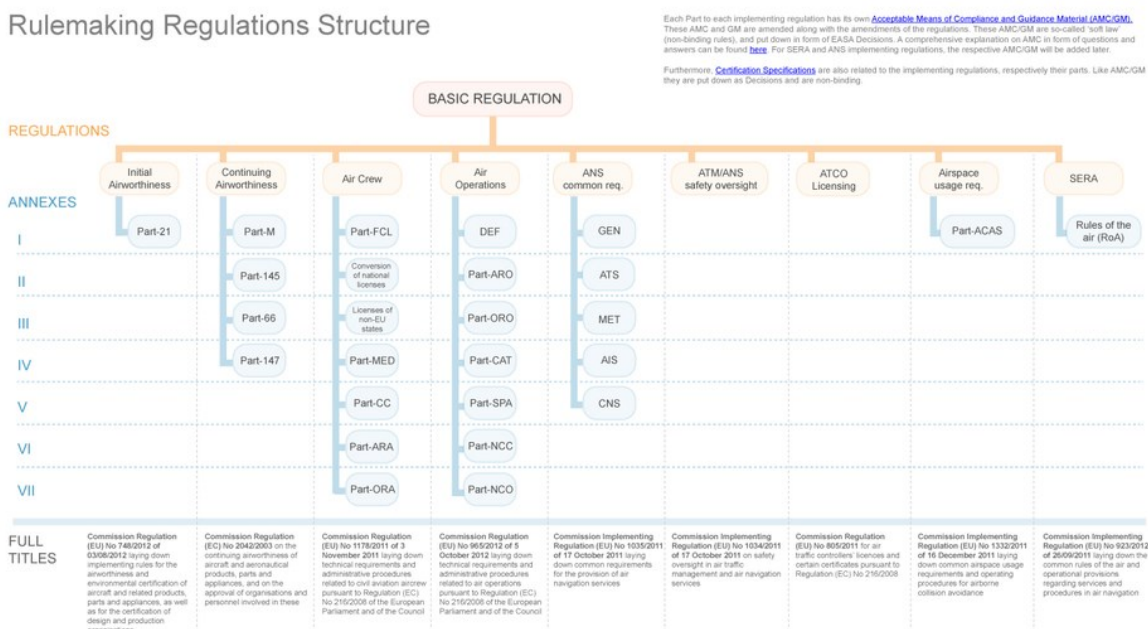 Rulemaking Regulations Structure
Each Part to each implementing regulation has its own Acceptable Means of Compliance and Guidance Material (AMC/GM).
These AMC and GM are amended along with the amendments of the regulations. These AMC/GM are so-called 'soft law'
(non-binding rules), and put down in form of EASA Decisions. A comprehensive explanation on AMC in form of questions and
answers can be found here. For SERA and ANS implementing regulations, the respective AMC/GM will be added later.
Furthermore, Certification Specifications are also related to the implementing regulations, respectively their parts. Like AMC/GM
they are put down as Decisions and are non-binding.
BASIC REGULATION
REGULATIONS
Initial
Airworthiness
Continuing
Airworthiness
Air Crew
Air
Operations
ANS
common req.
ATM/ANS
safety oversight
ATCO
Licensing
Airspace
usage req.
SERA
ANNEXES
I
Part-21
Part-M
Part-FCL
DEF
GEN
Part-ACAS
Rules of the
air (RoA)
II
Part-145
Conversion
of national
licenses
Part-ARO
ATS
III
Part-66
Licenses of
non-EU
states
Part-ORO
MET
IV
Part-147
Part-MED
Part-CAT
AIS
V
Part-CC
Part-SPA
CNS
VI
Part-ARA
Part-NCC
VII
Part-ORA
Part-NCO
FULL
TITLES
Commission Regulation
(EU) No 748/2012 of
03/08/2012 laying down
implementing rules for the
airworthiness and
environmental certification of
aircraft and related products,
parts and appliances, as well
as for the certification of
design and production
Commission Regulation
(EC) No 2042/2003 on the
continuing airworthiness of
aircraft and aeronautical
products, parts and
appliances, and on the
approval of organisations and
personnel involved in these
Commission Regulation
(EU) No 1178/2011 of 3
November 2011 laying down
technical requirements and
administrative procedures
related to civil aviation aircrew
pursuant to Regulation (EC)
No 216/2008 of the European
Parliament and of the Council
Commission Regulation
(EU) No 965/2012 of 5
October 2012 laying down
technical requirements and
administrative procedures
related to air operations
pursuant to Regulation (EC)
No 216/2008 of the European
Parliament and of the Council
Commission Implementing
Regulation (EU) No 1035/2011
of 17 October 2011 laying
down common requirements
for the provision of air
navigation services
Commission Implementing
Regulation (EU) No 1034/2011
of 17 October 2011 on safety
oversight in air traffic
management and air navigation
services
Commission Regulation
(EU) No 805/2011 for air
traffic controllers' licences and
certain certificates pursuant to
Regulation (EC) No 216/2008
Commission Implementing
Regulation (EU) No 1332/2011
of 16 December 2011 laying
down common airspace usage
requirements and operating
procedures for airborne
collision avoidance
Commission Implementing
Regulation (EU) No 923/2012
of 26/09/2011 laying down the
common rules of the air and
operational provisions
regarding services and
procedures in air navigation